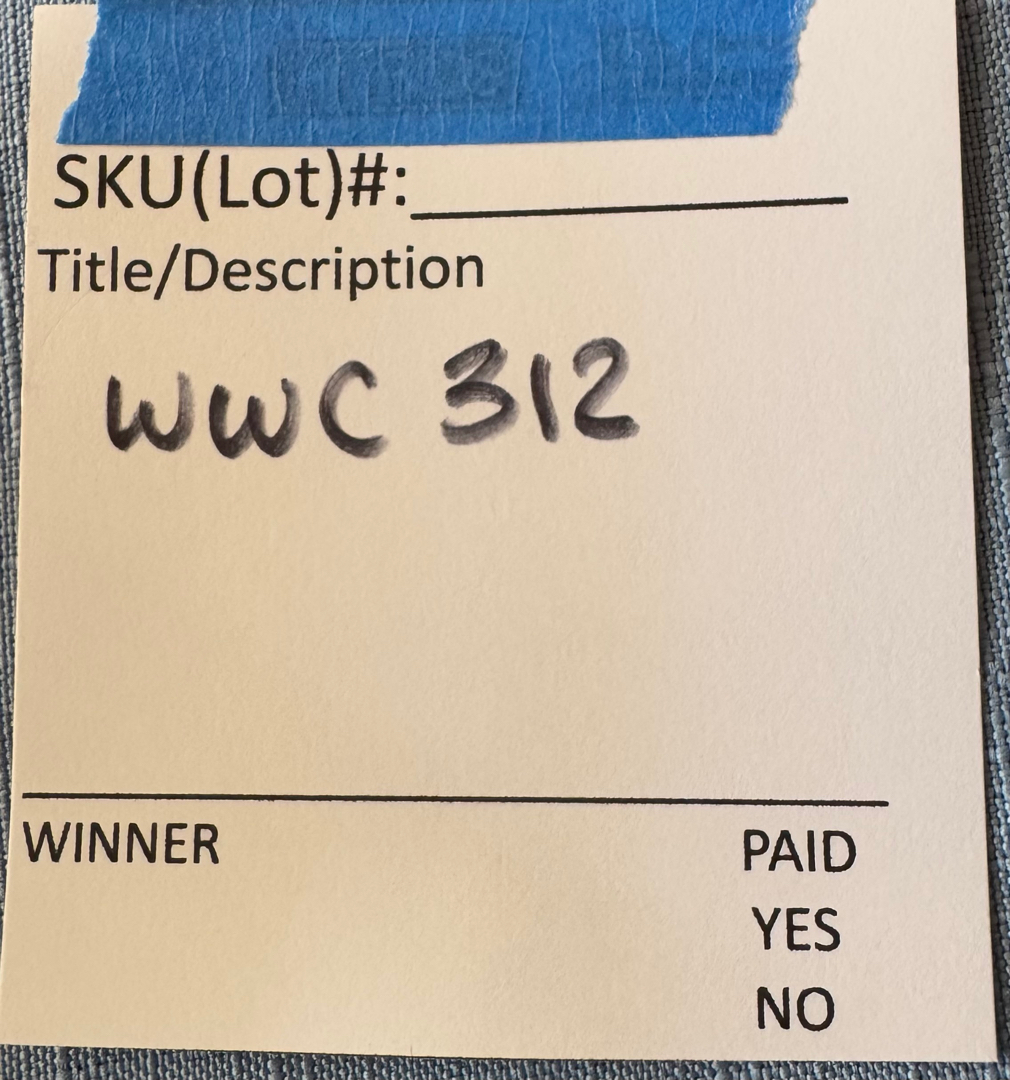 SKU(Lot)#:
Title/Description
WWC 312
WINNER
PAID
YES
NO